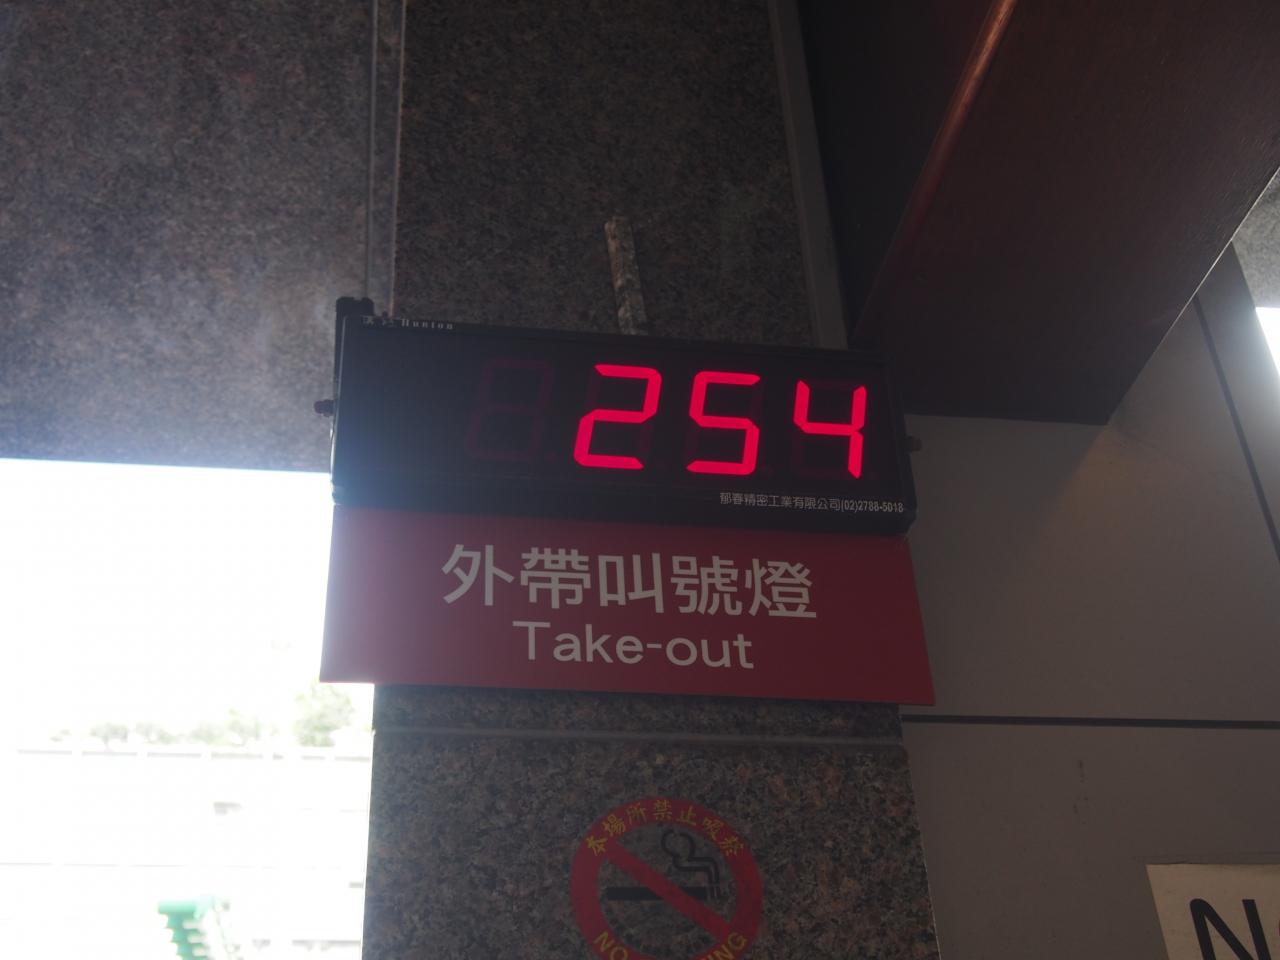 Hunton
254
郁春精密工業有限公司(02)2788-5018
外帶叫號燈
Take-out
本場所禁止吸菸